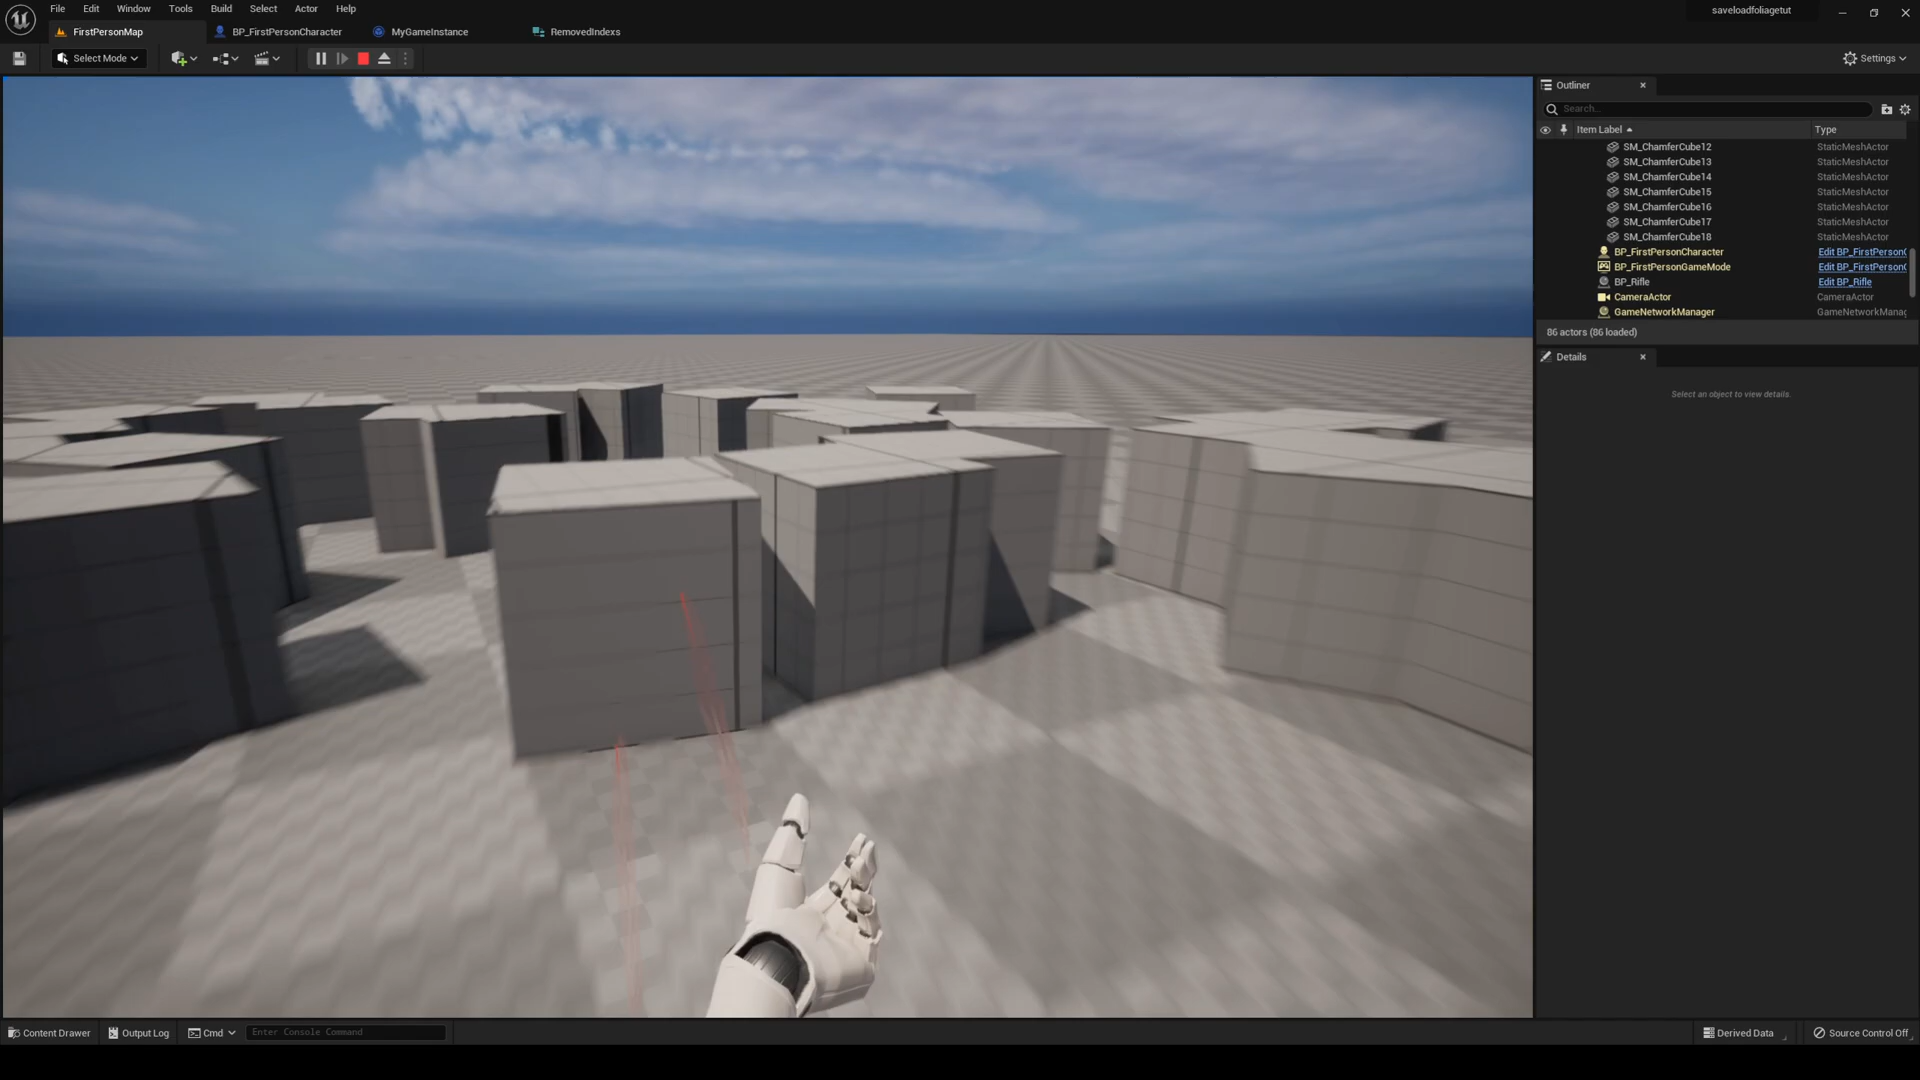 File Edit Window Tools Build Select Actor Help
saveloadfoliagetut
FirstPersonMap
BP_FirstPersonCharacter
MyGameInstance
RemovedIndexs
Select Mode
Settings
Outliner
Search...
Item Label Type
SM_ChamferCube12 StaticMeshActor
SM_ChamferCube13 StaticMeshActor
SM_ChamferCube14 StaticMeshActor
SM_ChamferCube15 StaticMeshActor
SM_ChamferCube16 StaticMeshActor
SM_ChamferCube17 StaticMeshActor
SM_ChamferCube18 StaticMeshActor
BP_FirstPersonCharacter Edit BP_FirstPerson
BP_FirstPersonGameMode Edit BP_FirstPerson
BP_Rifle Edit BP_Rifle
CameraActor CameraActor
GameNetworkManager GameNetworkMana
86 actors (86 loaded)
Details
Select an object to view details.
Content Drawer
Output Log
Cmd
Enter Console Command
Derived Data
Source Control Off